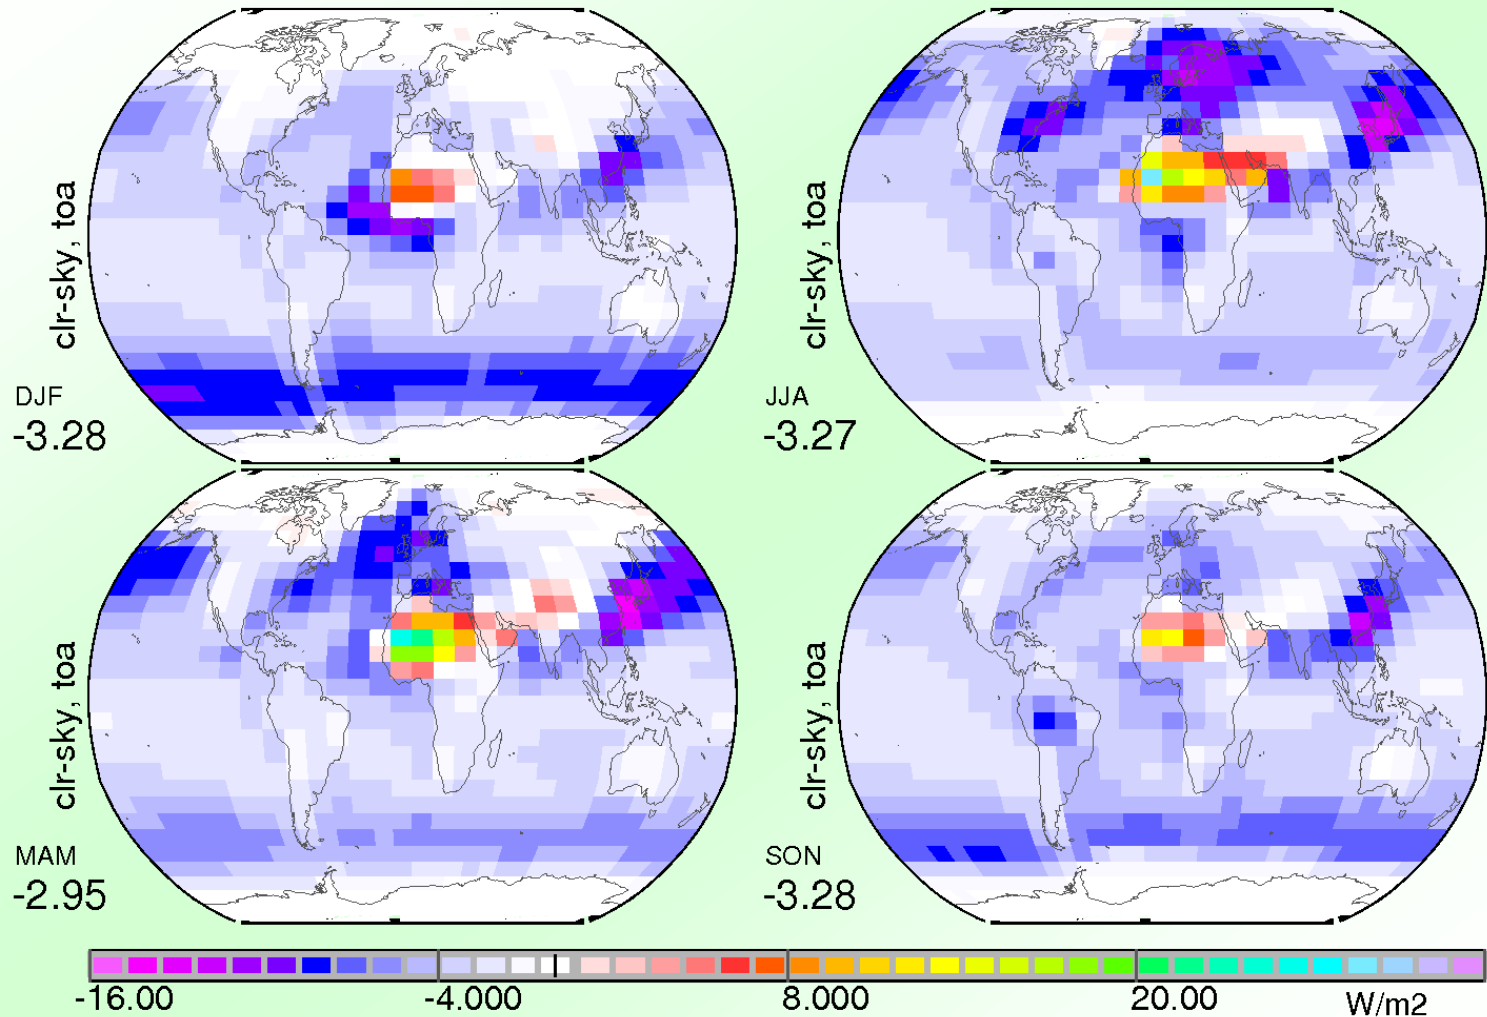 clr-sky, toa
DJF
-3.28
clr-sky, toa
JJA
-3.27
clr-sky, toa
MAM
-2.95
clr-sky, toa
SON
-3.28
-16.00 -4.000 8.000 20.00 W/m2